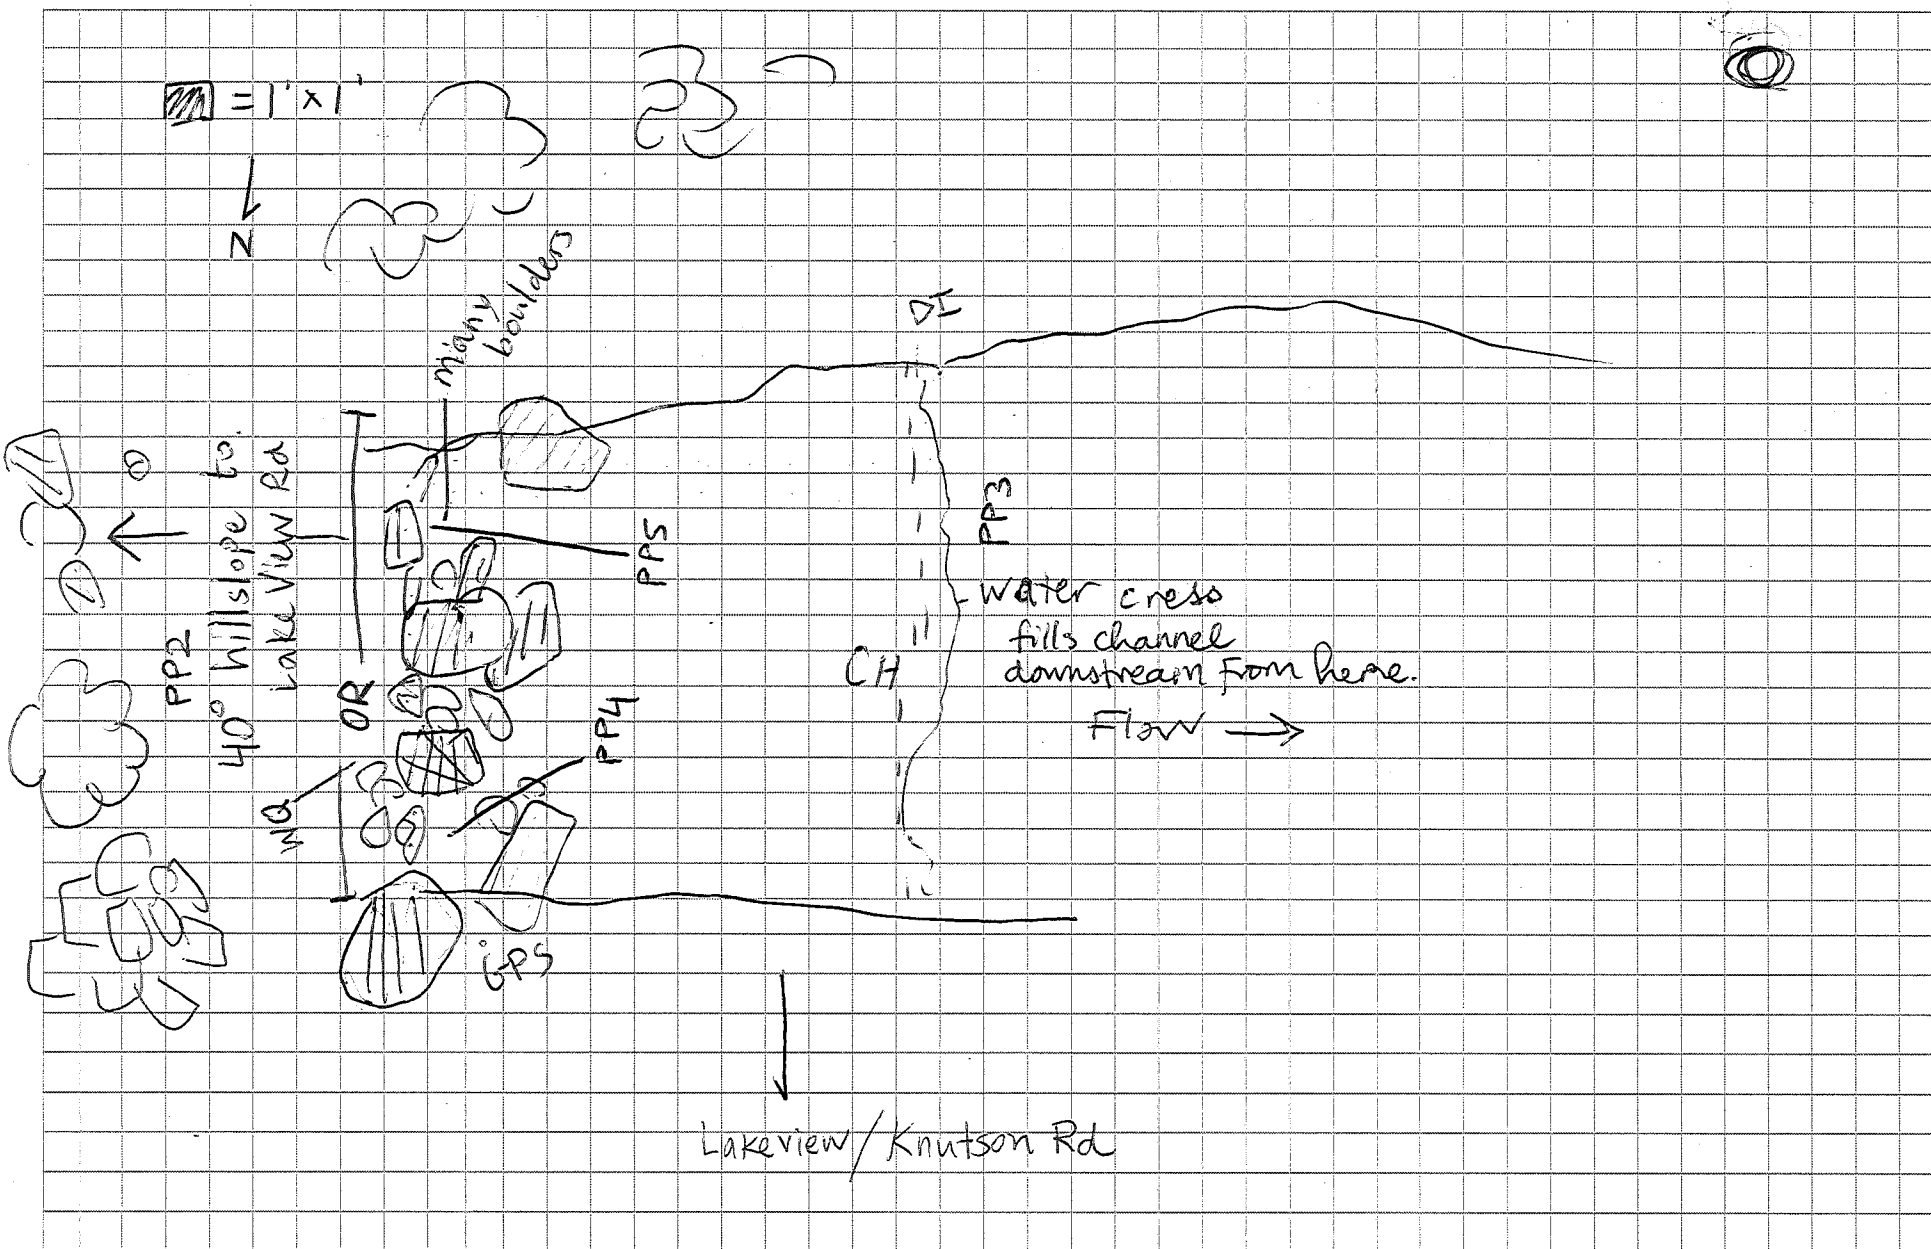 = 1' x 1'
N
many
boulders
DI
40° hillslope to
Lake View Rd
PP2
OR
WQ
PP5
PP4
PP3
CH
Water cress
fills channel
downstream from here.
Flow
GPS
Lakeview/Knutson Rd